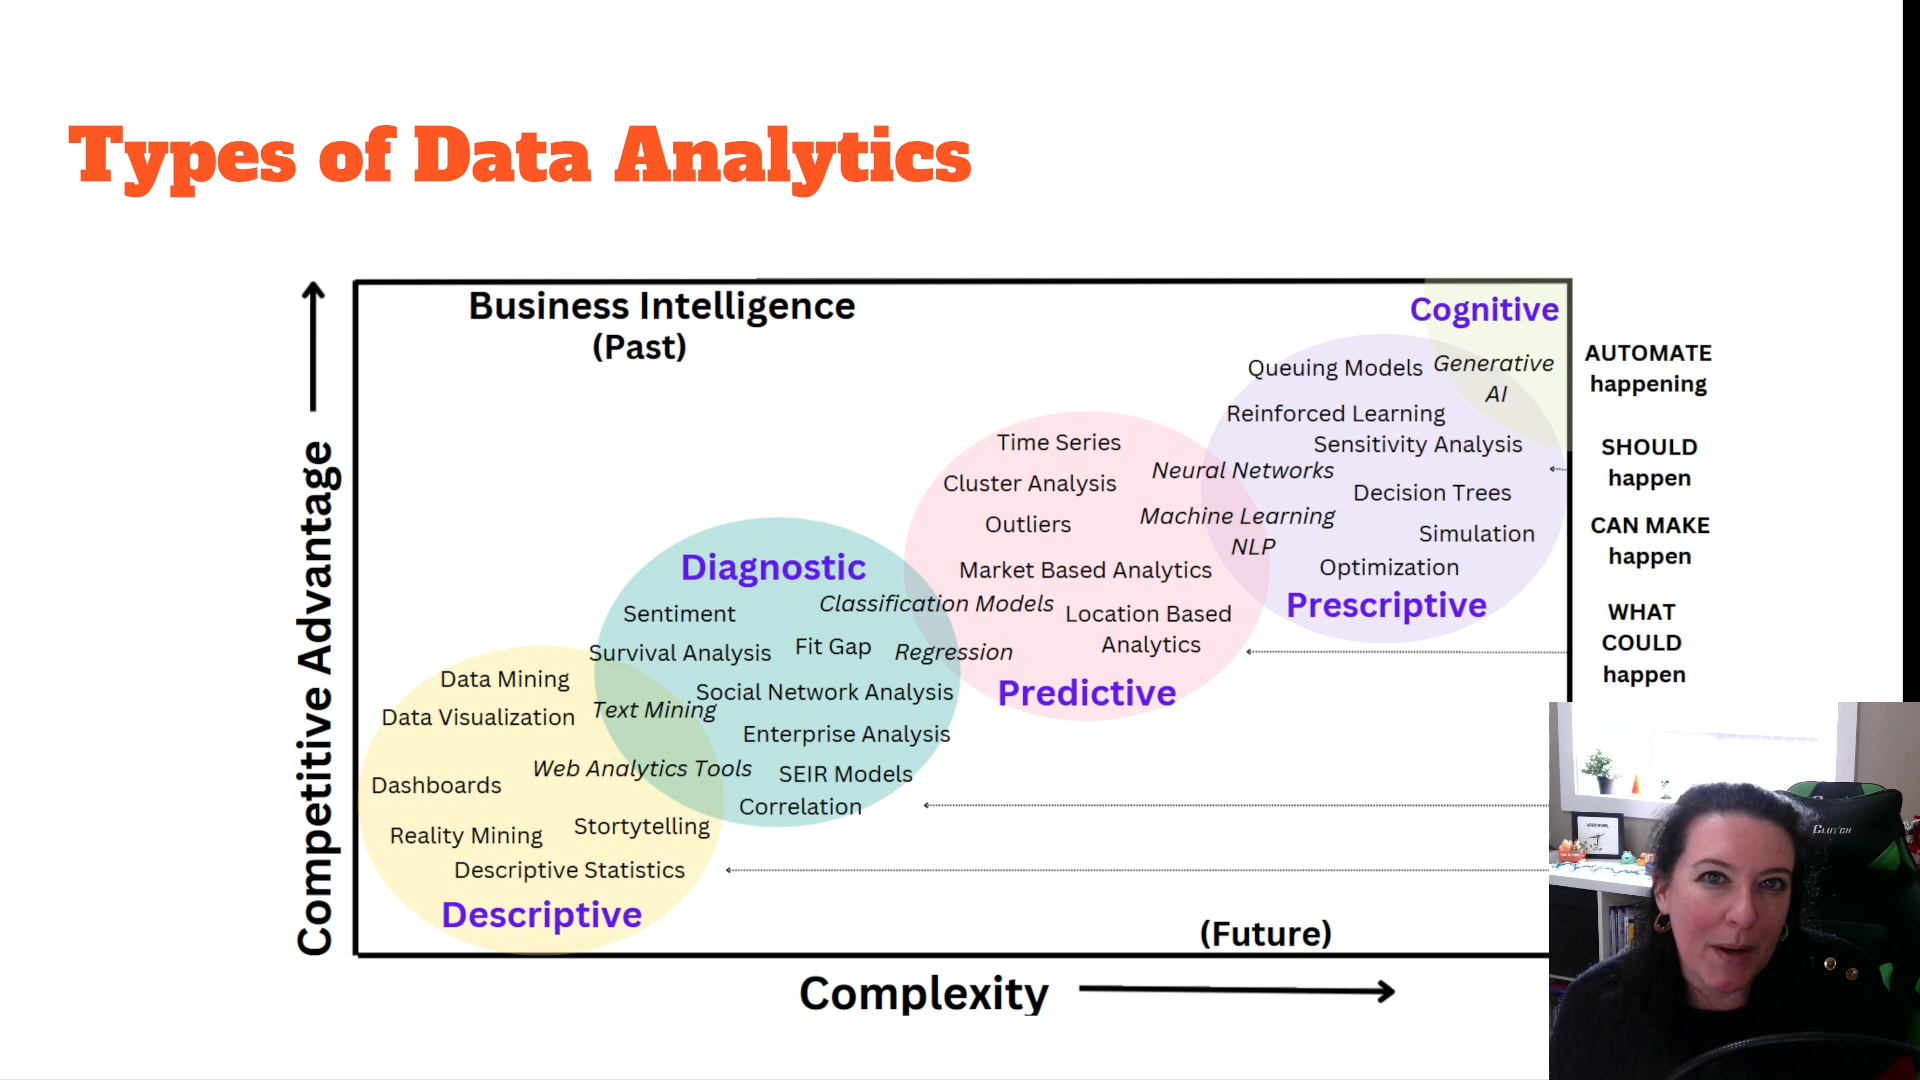 Types of Data Analytics
Business Intelligence
(Past)
Cognitive
Queuing Models
Generative
AI
Reinforced Learning
Sensitivity Analysis
Time Series
Neural Networks
Cluster Analysis
Decision Trees
Outliers
Machine Learning
NLP
Simulation
Optimization
Market Based Analytics
Prescriptive
Diagnostic
Classification Models
Location Based
Analytics
Sentiment
Fit Gap
Regression
Survival Analysis
Predictive
Data Mining
Social Network Analysis
Data Visualization
Text Mining
Enterprise Analysis
Web Analytics Tools
SEIR Models
Dashboards
Correlation
Reality Mining
Stortytelling
Descriptive Statistics
Descriptive
(Future)
Competitive Advantage
Complexity
AUTOMATE
happening
SHOULD
happen
CAN MAKE
happen
WHAT
COULD
happen
CLUTCH